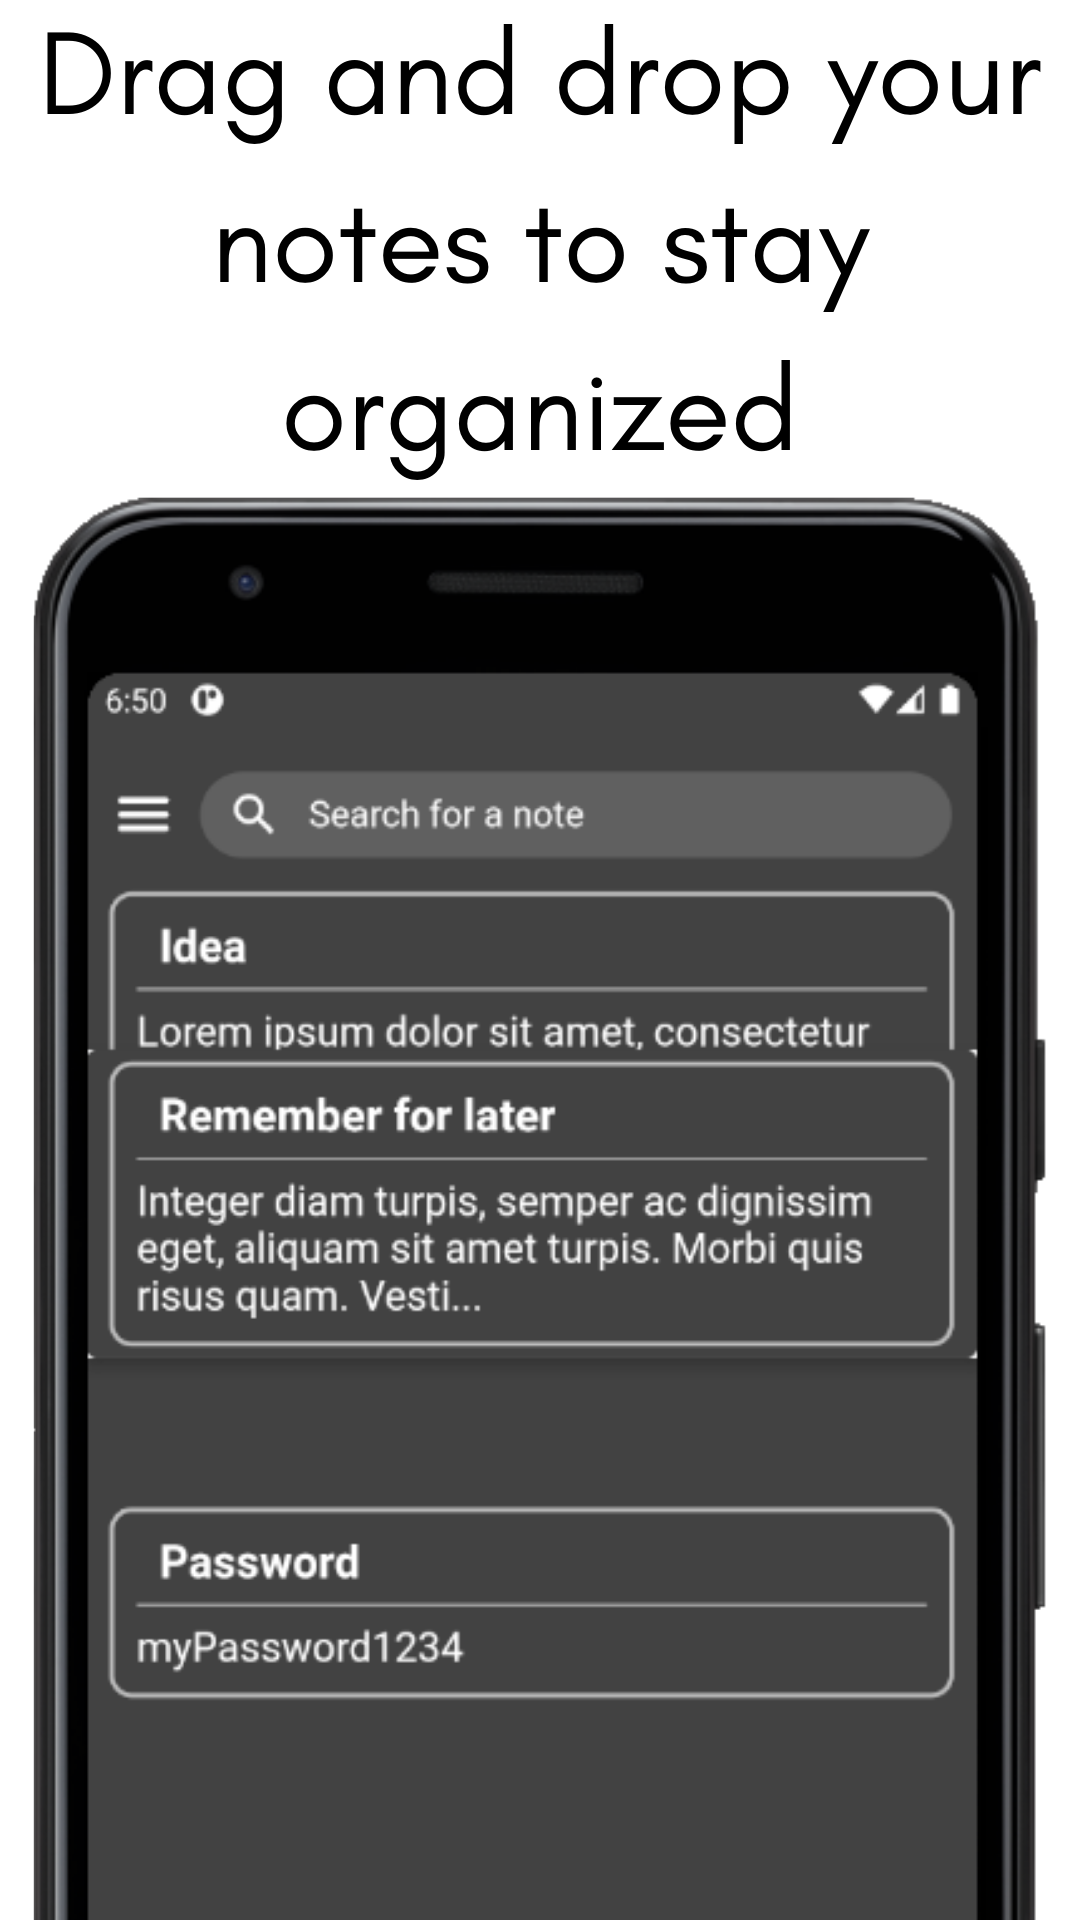 Drag and drop your
notes to stay
organized
6:50
Search for a note
Idea
Lorem ipsum dolor sit amet, consectetur
Remember for later
Integer diam turpis, semper ac dignissim
eget, aliquam sit amet turpis. Morbi quis
risus quam. Vesti...
Password
myPassword1234